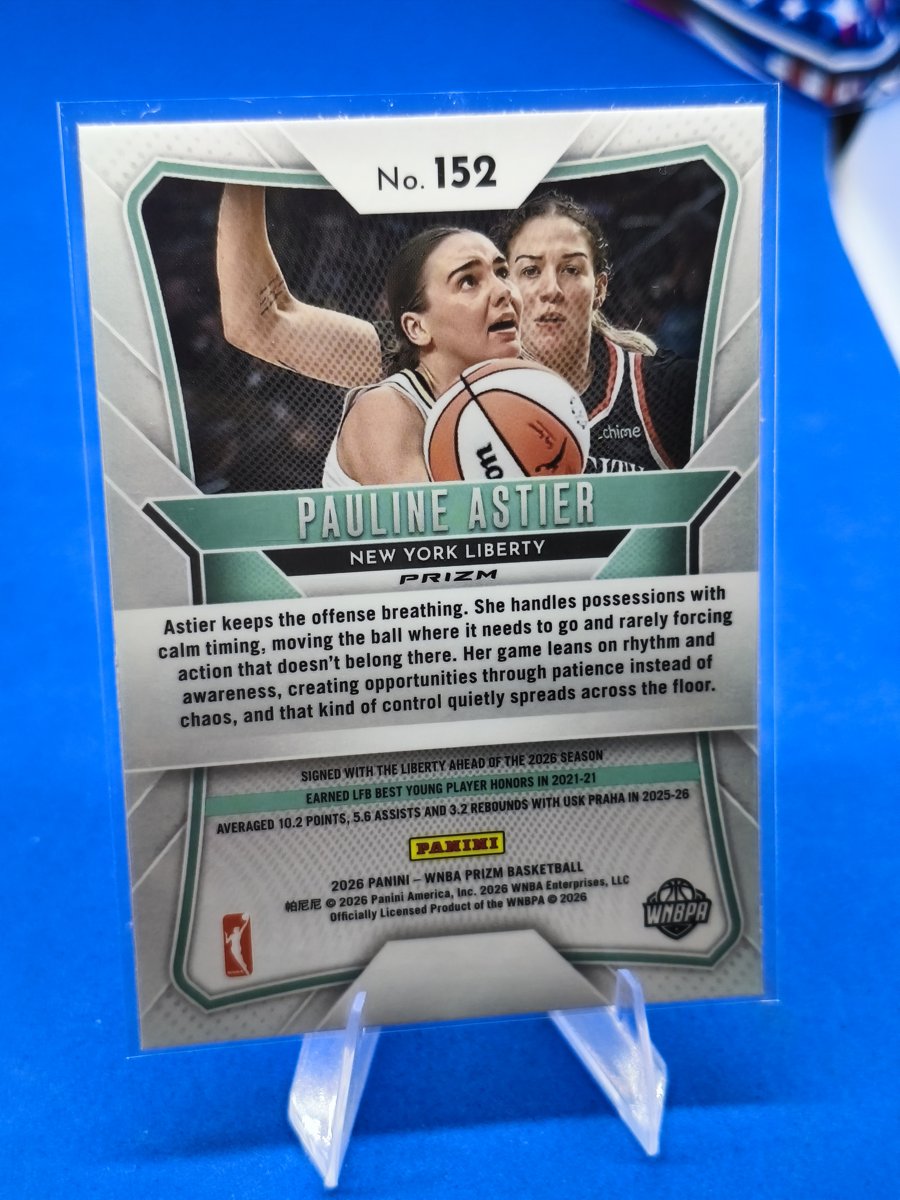 No. 152
chime
PAULINE ASTIER
NEW YORK LIBERTY
PRIZM
Astier keeps the offense breathing. She handles possessions with
calm timing, moving the ball where it needs to go and rarely forcing
action that doesn't belong there. Her game leans on rhythm and
awareness, creating opportunities through patience instead of
chaos, and that kind of control quietly spreads across the floor.
SIGNED WITH THE LIBERTY AHEAD OF THE 2026 SEASON
EARNED LFB BEST YOUNG PLAYER HONORS IN 2021-21
AVERAGED 10.2 POINTS, 5.6 ASSISTS AND 3.2 REBOUNDS WITH USK PRAHA IN 2025-26
PANINI
2026 PANINI – WNBA PRIZM BASKETBALL
帕尼尼 © 2026 Panini America, Inc. 2026 WNBA Enterprises, LLC
Officially Licensed Product of the WNBPA © 2026
WNBPA
WNBA